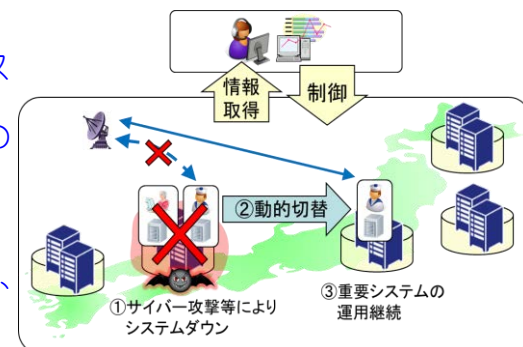 ス
の
、
情報
取得
制御
②動的切替
①サイバー攻撃等により
システムダウン
③重要システムの
運用継続